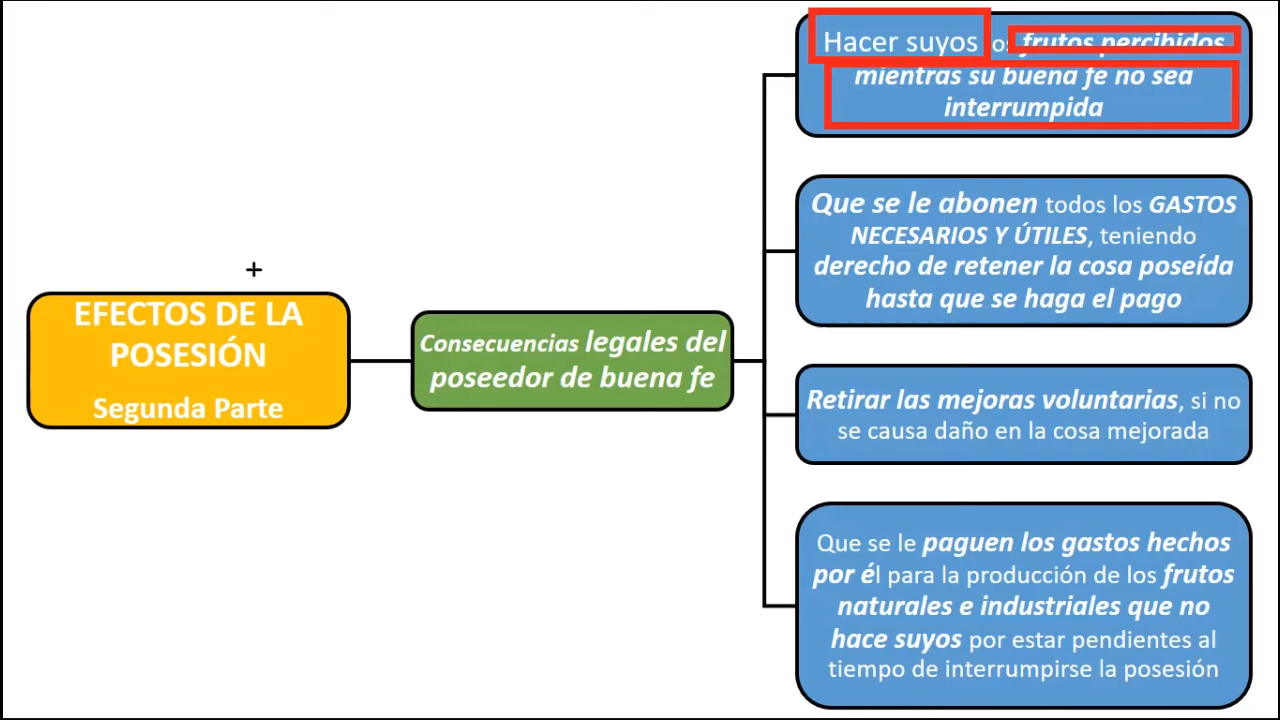 EFECTOS DE LA
POSESIÓN
Segunda Parte
Consecuencias legales del
poseedor de buena fe
Hacer suyos os frutos percibidos
mientras su buena fe no sea
interrumpida
Que se le abonen todos los GASTOS
NECESARIOS Y ÚTILES, teniendo
derecho de retener la cosa poseída
hasta que se haga el pago
Retirar las mejoras voluntarias, si no
se causa daño en la cosa mejorada
Que se le paguen los gastos hechos
por él para la producción de los frutos
naturales e industriales que no
hace suyos por estar pendientes al
tiempo de interrumpirse la posesión